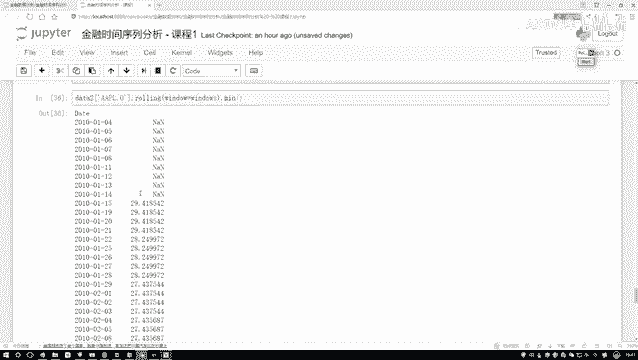 jupyter 金融时间序列分析 - 课程1 Last Checkpoint: an hour ago (unsaved changes)
Logout
File Edit View Insert Cell Kernel Widgets Help
Trusted
Code
In [36]: data2['AAPL.O'].rolling(window=window).min()
Out[36]: Date
2010-01-04 NaN
2010-01-05 NaN
2010-01-06 NaN
2010-01-07 NaN
2010-01-08 NaN
2010-01-11 NaN
2010-01-12 NaN
2010-01-13 NaN
2010-01-14 NaN
2010-01-15 29.418542
2010-01-19 29.418542
2010-01-20 29.418542
2010-01-21 29.418542
2010-01-22 28.249972
2010-01-25 28.249972
2010-01-26 28.249972
2010-01-27 28.249972
2010-01-28 28.249972
2010-01-29 27.437544
2010-02-01 27.437544
2010-02-02 27.437544
2010-02-03 27.437544
2010-02-04 27.435687
2010-02-05 27.435687
2010-02-08 27.435687